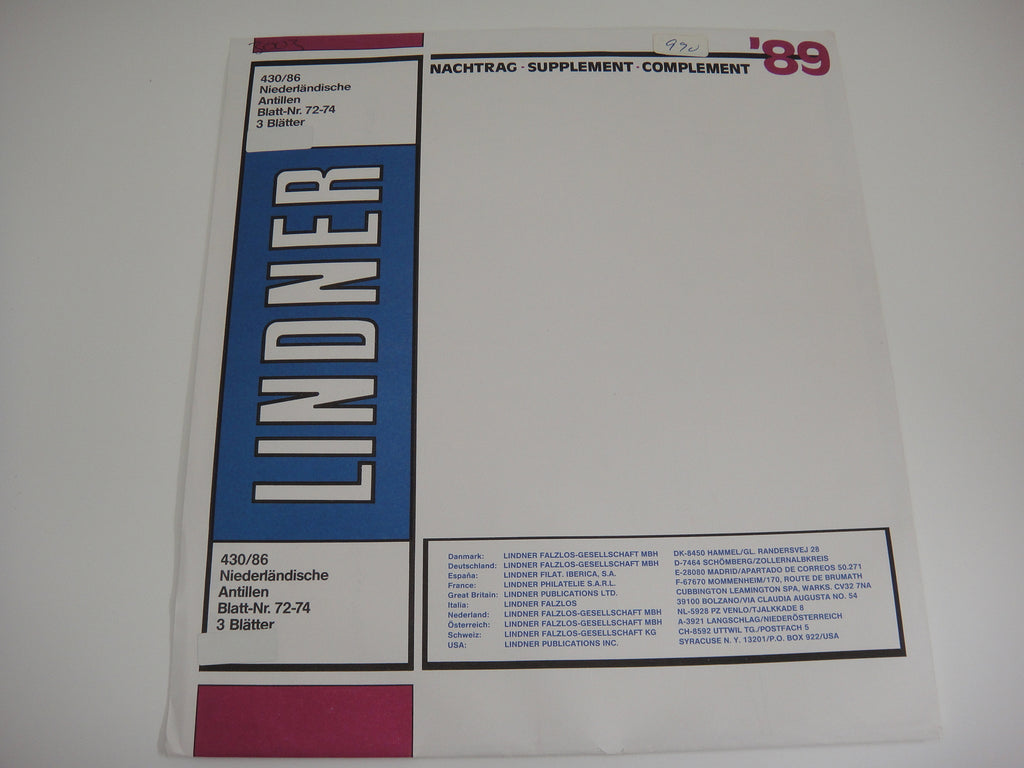 990
NACHTRAG - SUPPLEMENT - COMPLEMENT '89
430/86
Niederländische
Antillen
Blatt-Nr. 72-74
3 Blätter
LINDNER
430/86
Niederländische
Antillen
Blatt-Nr. 72-74
3 Blätter
Danmark: LINDNER FALZLOS-GESELLSCHAFT MBH DK-8450 HAMMEL/GL. RANDERSVEJ 28
Deutschland: LINDNER FALZLOS-GESELLSCHAFT MBH D-7464 SCHÖMBERG/ZOLLERNALBKREIS
España: LINDNER FILAT. IBERICA, S.A. E-28080 MADRID/APARTADO DE CORREOS 50.271
France: LINDNER PHILATELIE S.A.R.L. F-67670 MOMMENHEIM/170, ROUTE DE BRUMATH
Great Britain: LINDNER PUBLICATIONS LTD. CUBBINGTON LEAMINGTON SPA, WARKS. CV32 7NA
Italia: LINDNER FALZLOS 39100 BOLZANO/VIA CLAUDIA AUGUSTA NO. 54
Nederland: LINDNER FALZLOS-GESELLSCHAFT MBH NL-5928 PZ VENLO/TJALKKADE 8
Österreich: LINDNER FALZLOS-GESELLSCHAFT MBH A-3921 LANGSCHLAG/NIEDERÖSTERREICH
Schweiz: LINDNER FALZLOS-GESELLSCHAFT KG CH-8592 UTTWIL TG./POSTFACH 5
USA: LINDNER PUBLICATIONS INC. SYRACUSE N. Y. 13201/P.O. BOX 922/USA